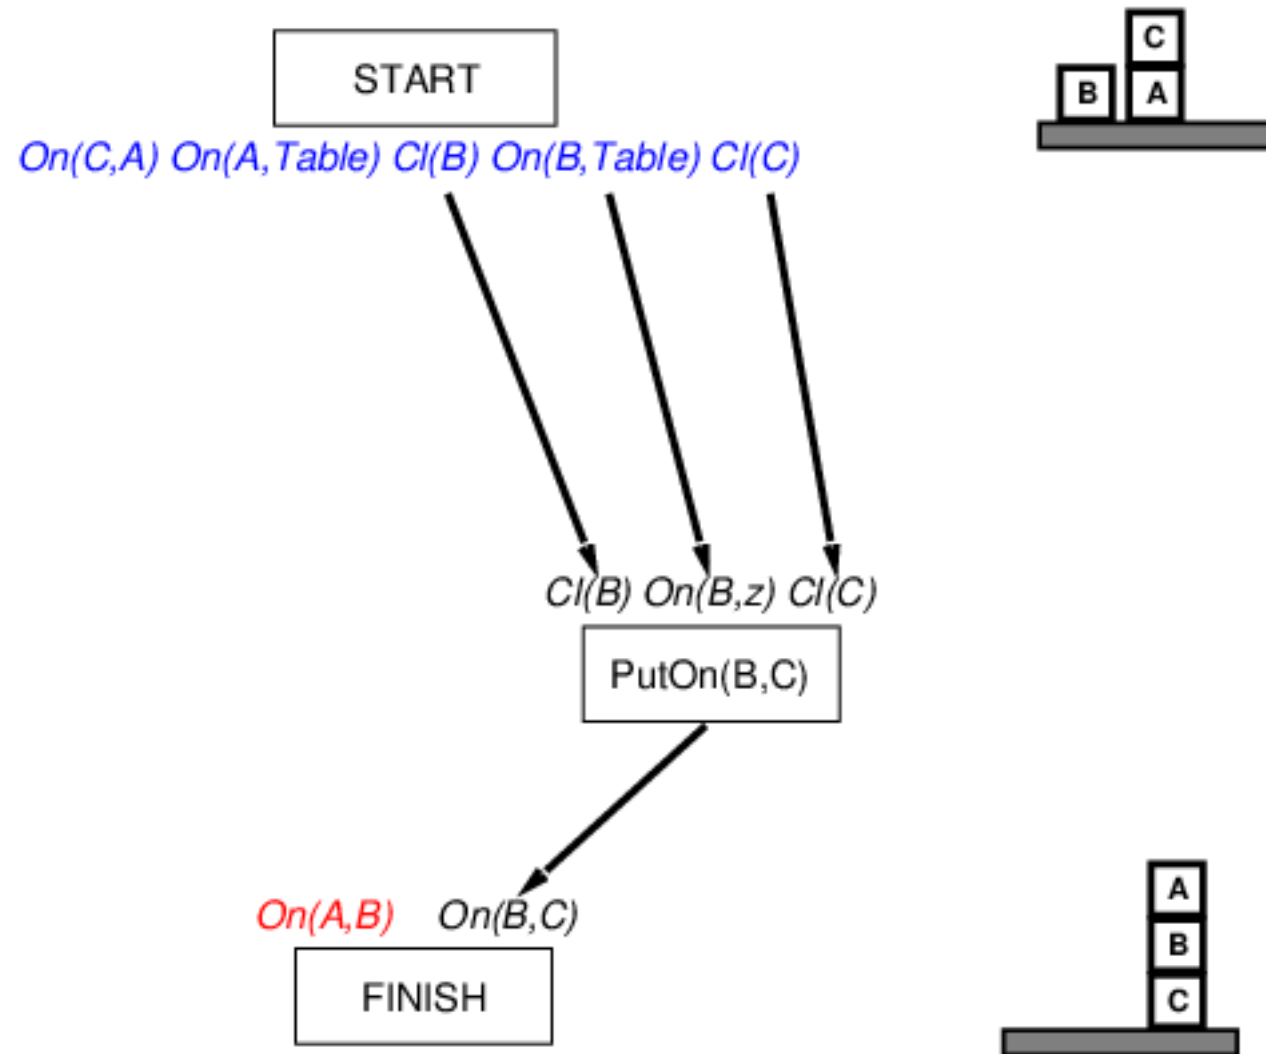 START
On(C,A) On(A,Table) Cl(B) On(B,Table) Cl(C)
C
B A
Cl(B) On(B,z) Cl(C)
PutOn(B,C)
On(A,B) On(B,C)
FINISH
A
B
C